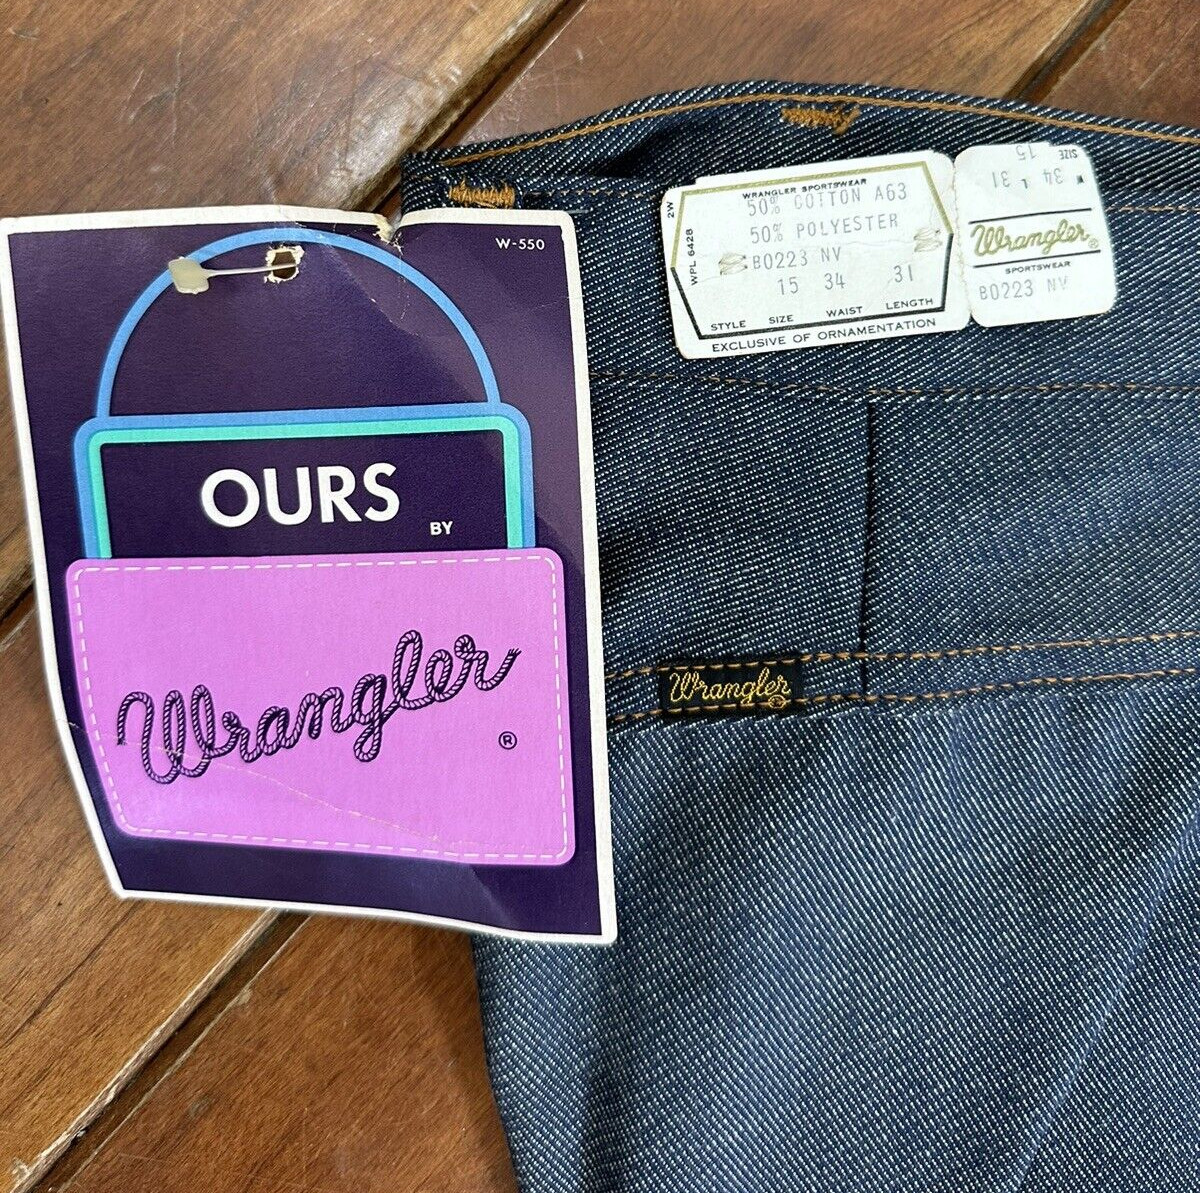 W-550
OURS
BY
Wrangler
®
2W
WPL 6428
WRANGLER SPORTSWEAR
50% COTTON A63
50% POLYESTER
B0223 NV
15 34 31
STYLE SIZE WAIST LENGTH
EXCLUSIVE OF ORNAMENTATION
SIZE
15
W 34 L 31
Wrangler®
SPORTSWEAR
B0223 NV
Wrangler®